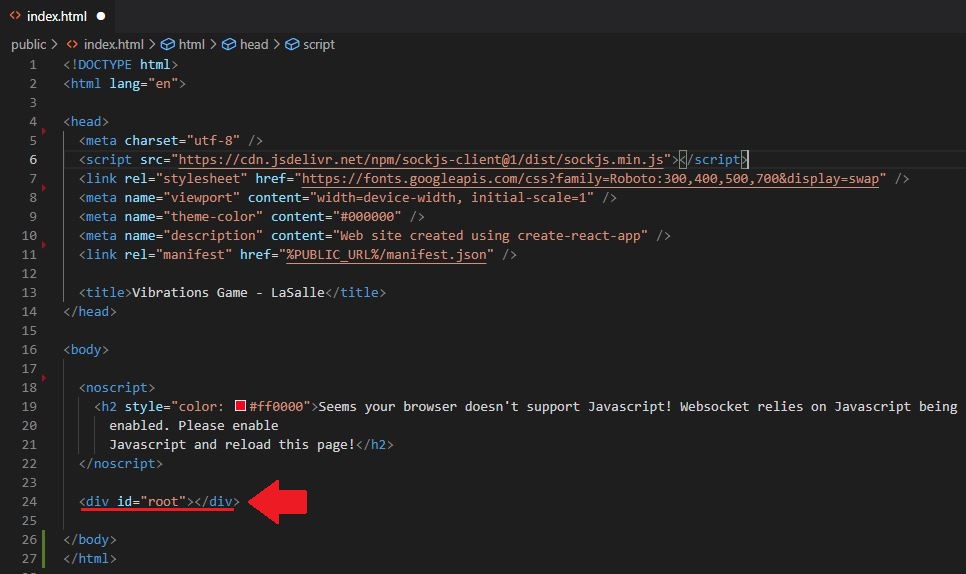 index.html
public > index.html > html > head > script
1 <!DOCTYPE html>
2 <html lang="en">
3
4 <head>
5 <meta charset="utf-8" />
6 <script src="https://cdn.jsdelivr.net/npm/sockjs-client@1/dist/sockjs.min.js"></script>
7 <link rel="stylesheet" href="https://fonts.googleapis.com/css?family=Roboto:300,400,500,700&display=swap" />
8 <meta name="viewport" content="width=device-width, initial-scale=1" />
9 <meta name="theme-color" content="#000000" />
10 <meta name="description" content="Web site created using create-react-app" />
11 <link rel="manifest" href="%PUBLIC_URL%/manifest.json" />
12
13 <title>Vibrations Game - LaSalle</title>
14 </head>
15
16 <body>
17
18 <noscript>
19 <h2 style="color: #ff0000">Seems your browser doesn't support Javascript! Websocket relies on Javascript being
20 enabled. Please enable
21 Javascript and reload this page!</h2>
22 </noscript>
23
24 <div id="root"></div>
25
26 </body>
27 </html>